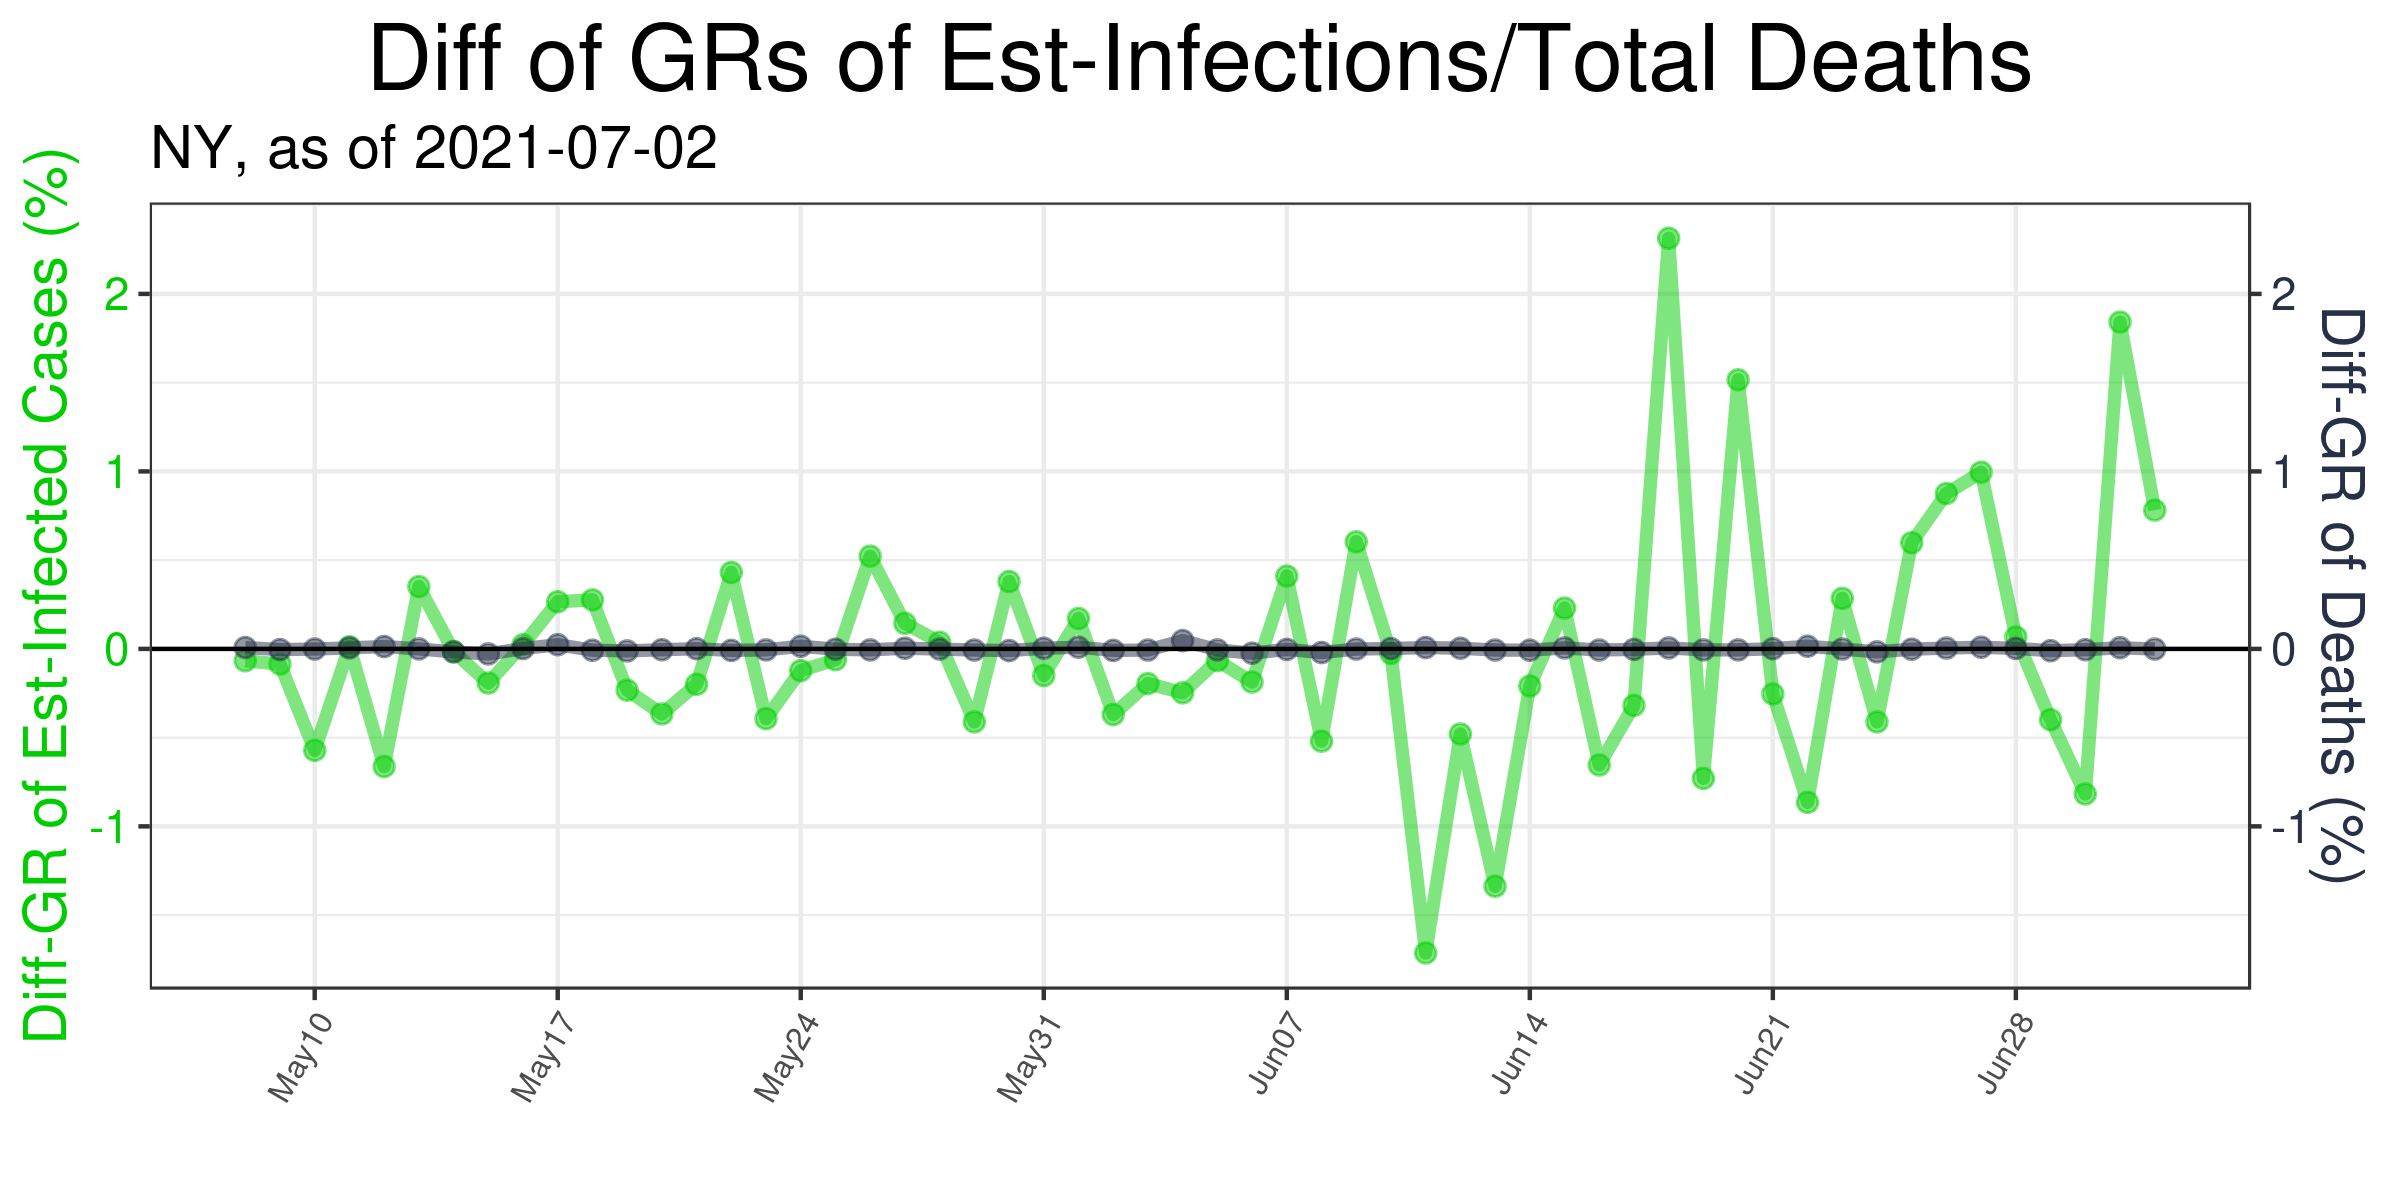 Diff of GRs of Est-Infections/Total Deaths
NY, as of 2021-07-02
Diff-GR of Est-Infected Cases (%)
2
1
0
-1
2
1
0
-1
Diff-GR of Deaths (%)
May10
May17
May24
May31
Jun07
Jun14
Jun21
Jun28